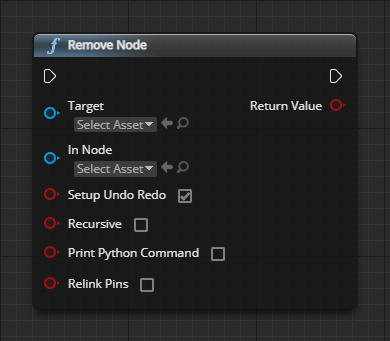 f Remove Node
Target
Return Value
Select Asset
In Node
Select Asset
Setup Undo Redo
Recursive
Print Python Command
Relink Pins